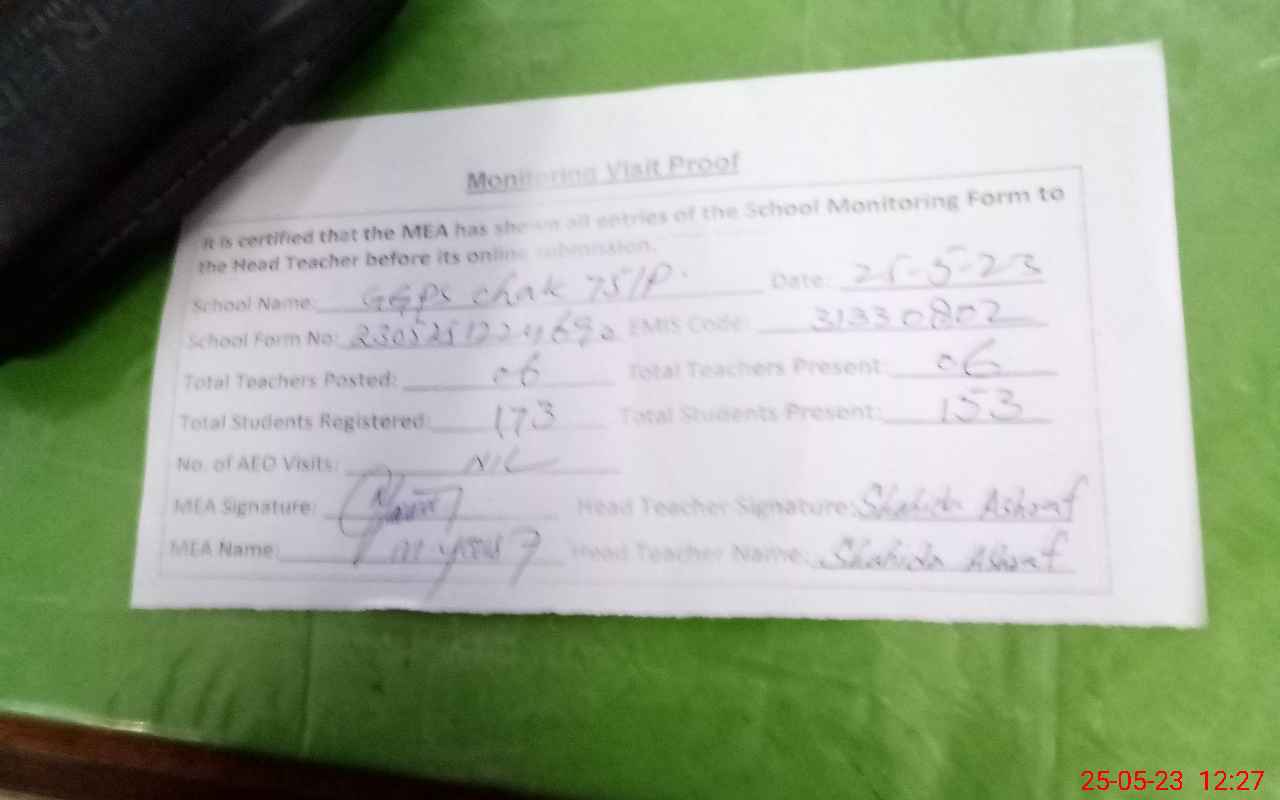 Monitoring Visit Proof
It is certified that the MEA has shown all entries of the School Monitoring Form to
the Head Teacher before its online submission.
School Name: GGPS chak 75/P. Date: 25-5-23
School Form No: EMIS Code: 31330802
Total Teachers Posted: 06 Total Teachers Present: 06
Total Students Registered: 173 Total Students Present: 153
No. of AEO Visits: NIL
MEA Signature: Head Teacher Signature: Shahida Ashraf
MEA Name: Head Teacher Name: Shahida Ashraf
25-05-23 12:27